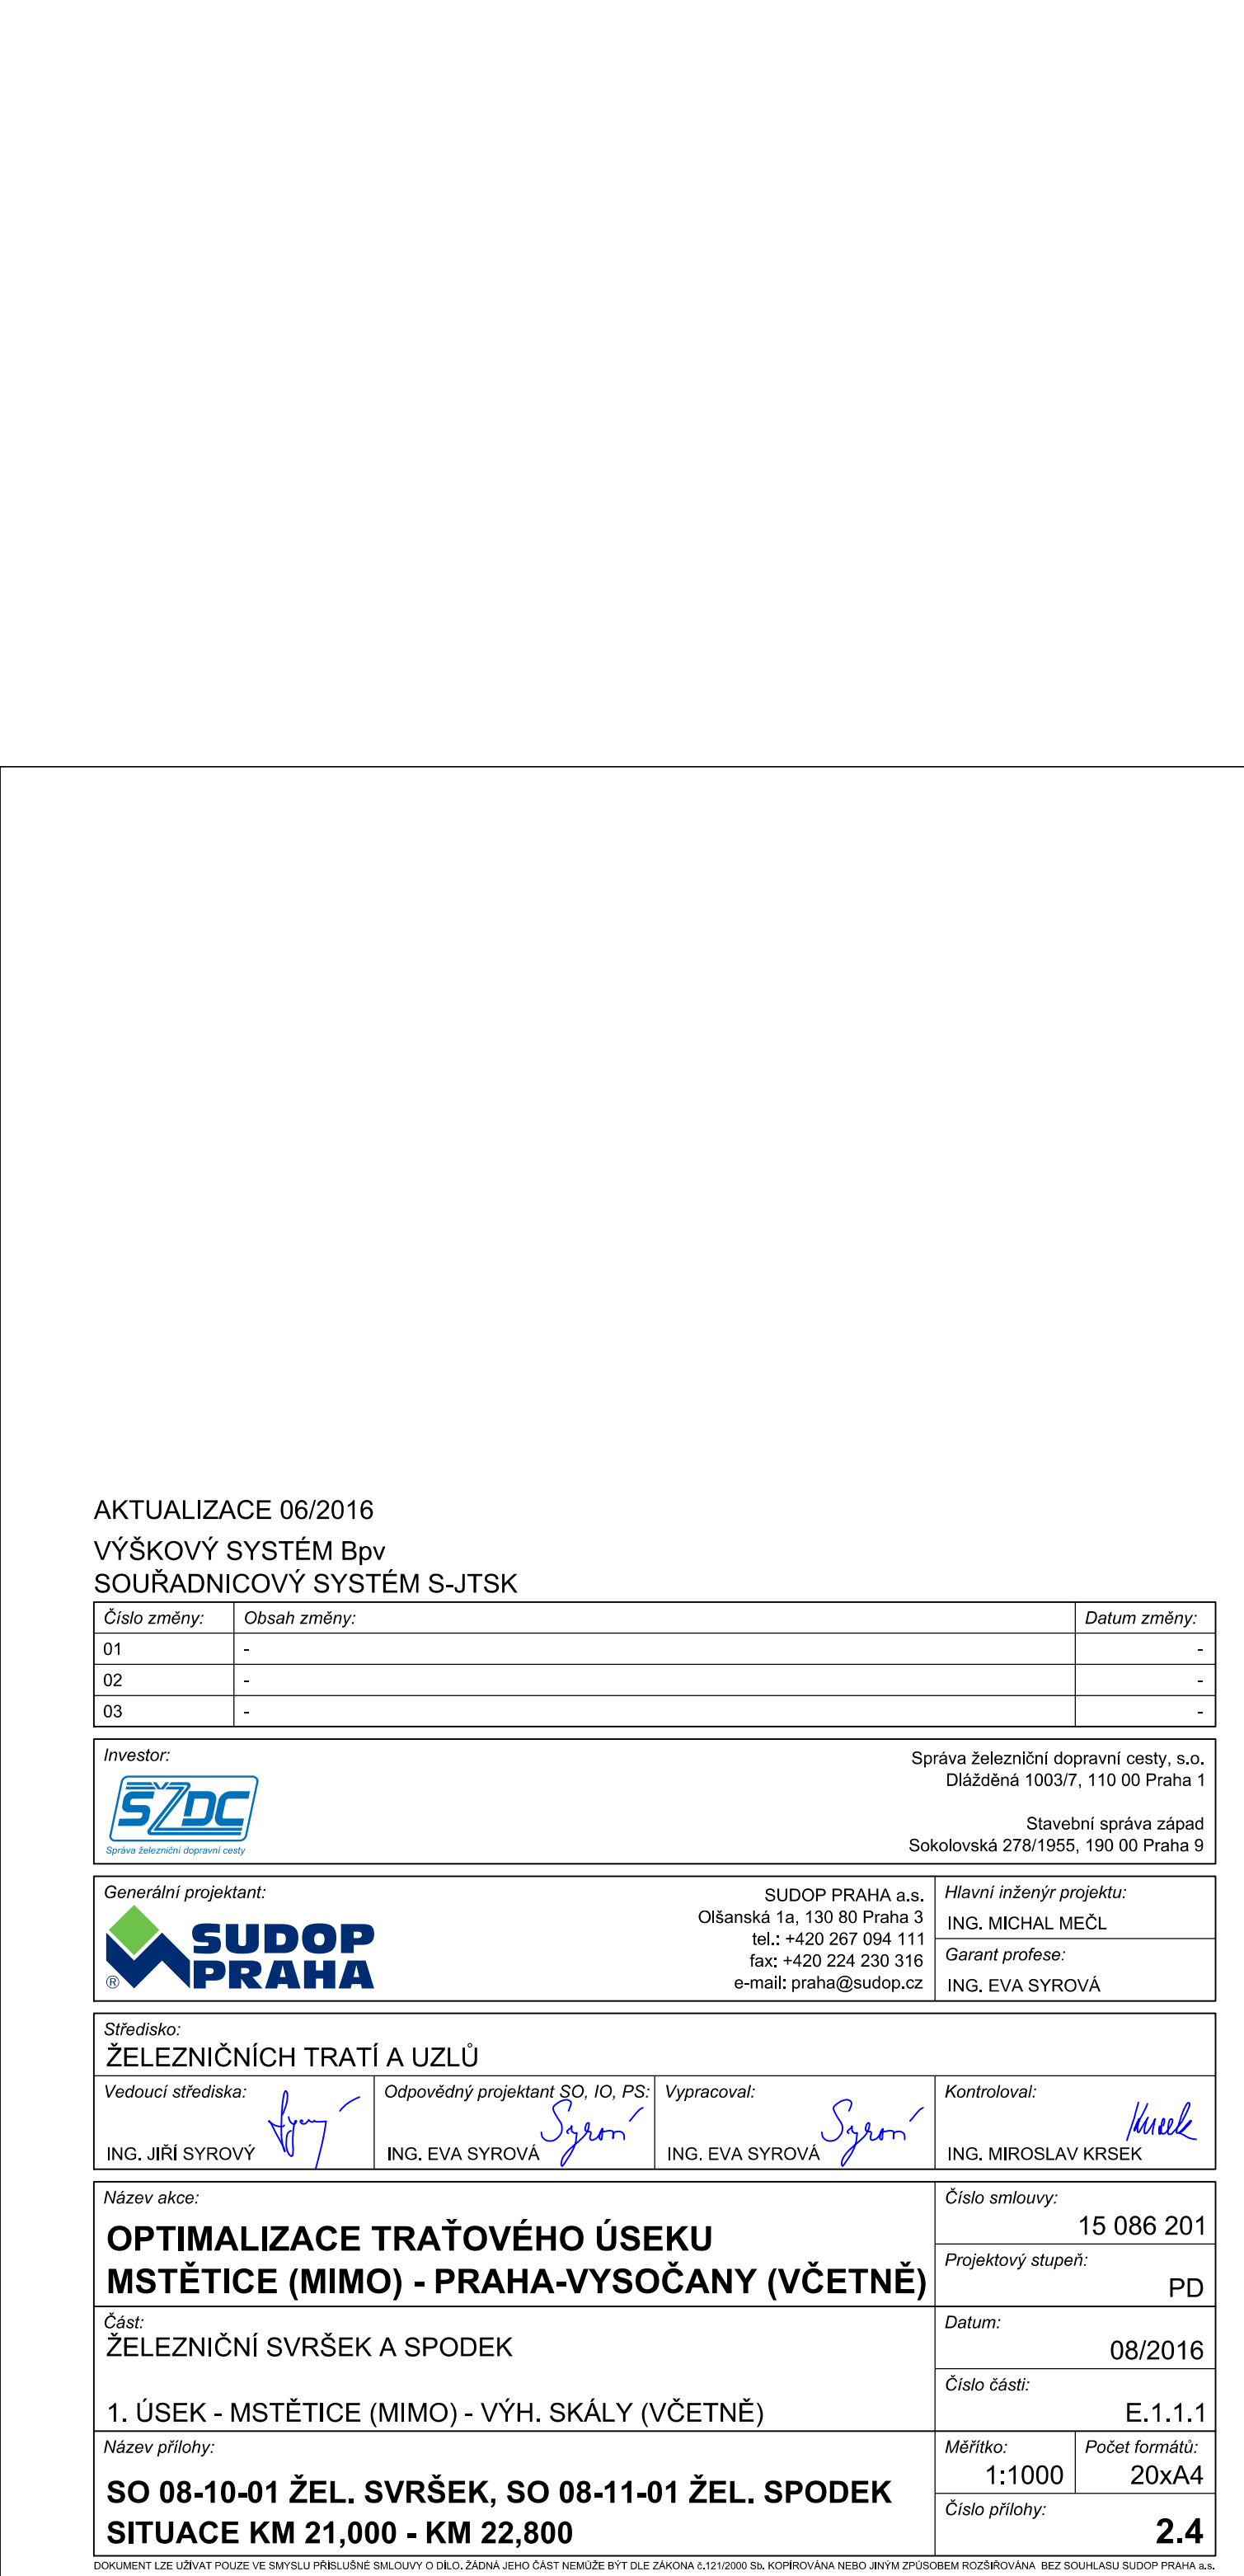 AKTUALIZACE 06/2016
VÝŠKOVÝ SYSTÉM Bpv
SOUŘADNICOVÝ SYSTÉM S-JTSK
Číslo změny: Obsah změny: Datum změny:
01 - -
02 - -
03 - -
Investor:
SŽDC
Správa železniční dopravní cesty
Správa železniční dopravní cesty, s.o.
Dlážděná 1003/7, 110 00 Praha 1
Stavební správa západ
Sokolovská 278/1955, 190 00 Praha 9
Generální projektant:
SUDOP
PRAHA
®
SUDOP PRAHA a.s.
Olšanská 1a, 130 80 Praha 3
tel.: +420 267 094 111
fax: +420 224 230 316
e-mail: praha@sudop.cz
Hlavní inženýr projektu:
ING. MICHAL MEČL
Garant profese:
ING. EVA SYROVÁ
Středisko:
ŽELEZNIČNÍCH TRATÍ A UZLŮ
Vedoucí střediska:
ING. JIŘÍ SYROVÝ
Odpovědný projektant SO, IO, PS:
ING. EVA SYROVÁ
Vypracoval:
ING. EVA SYROVÁ
Kontroloval:
ING. MIROSLAV KRSEK
Název akce:
OPTIMALIZACE TRAŤOVÉHO ÚSEKU
MSTĚTICE (MIMO) - PRAHA-VYSOČANY (VČETNĚ)
Číslo smlouvy:
15 086 201
Projektový stupeň:
PD
Část:
ŽELEZNIČNÍ SVRŠEK A SPODEK
1. ÚSEK - MSTĚTICE (MIMO) - VÝH. SKÁLY (VČETNĚ)
Datum:
08/2016
Číslo části:
E.1.1.1
Název přílohy:
SO 08-10-01 ŽEL. SVRŠEK, SO 08-11-01 ŽEL. SPODEK
SITUACE KM 21,000 - KM 22,800
Měřítko:
1:1000
Počet formátů:
20xA4
Číslo přílohy:
2.4
DOKUMENT LZE UŽÍVAT POUZE VE SMYSLU PŘÍSLUŠNÉ SMLOUVY O DÍLO. ŽÁDNÁ JEHO ČÁST NEMŮŽE BÝT DLE ZÁKONA č.121/2000 Sb. KOPÍROVÁNA NEBO JINÝM ZPŮSOBEM ROZŠIŘOVÁNA BEZ SOUHLASU SUDOP PRAHA a.s.